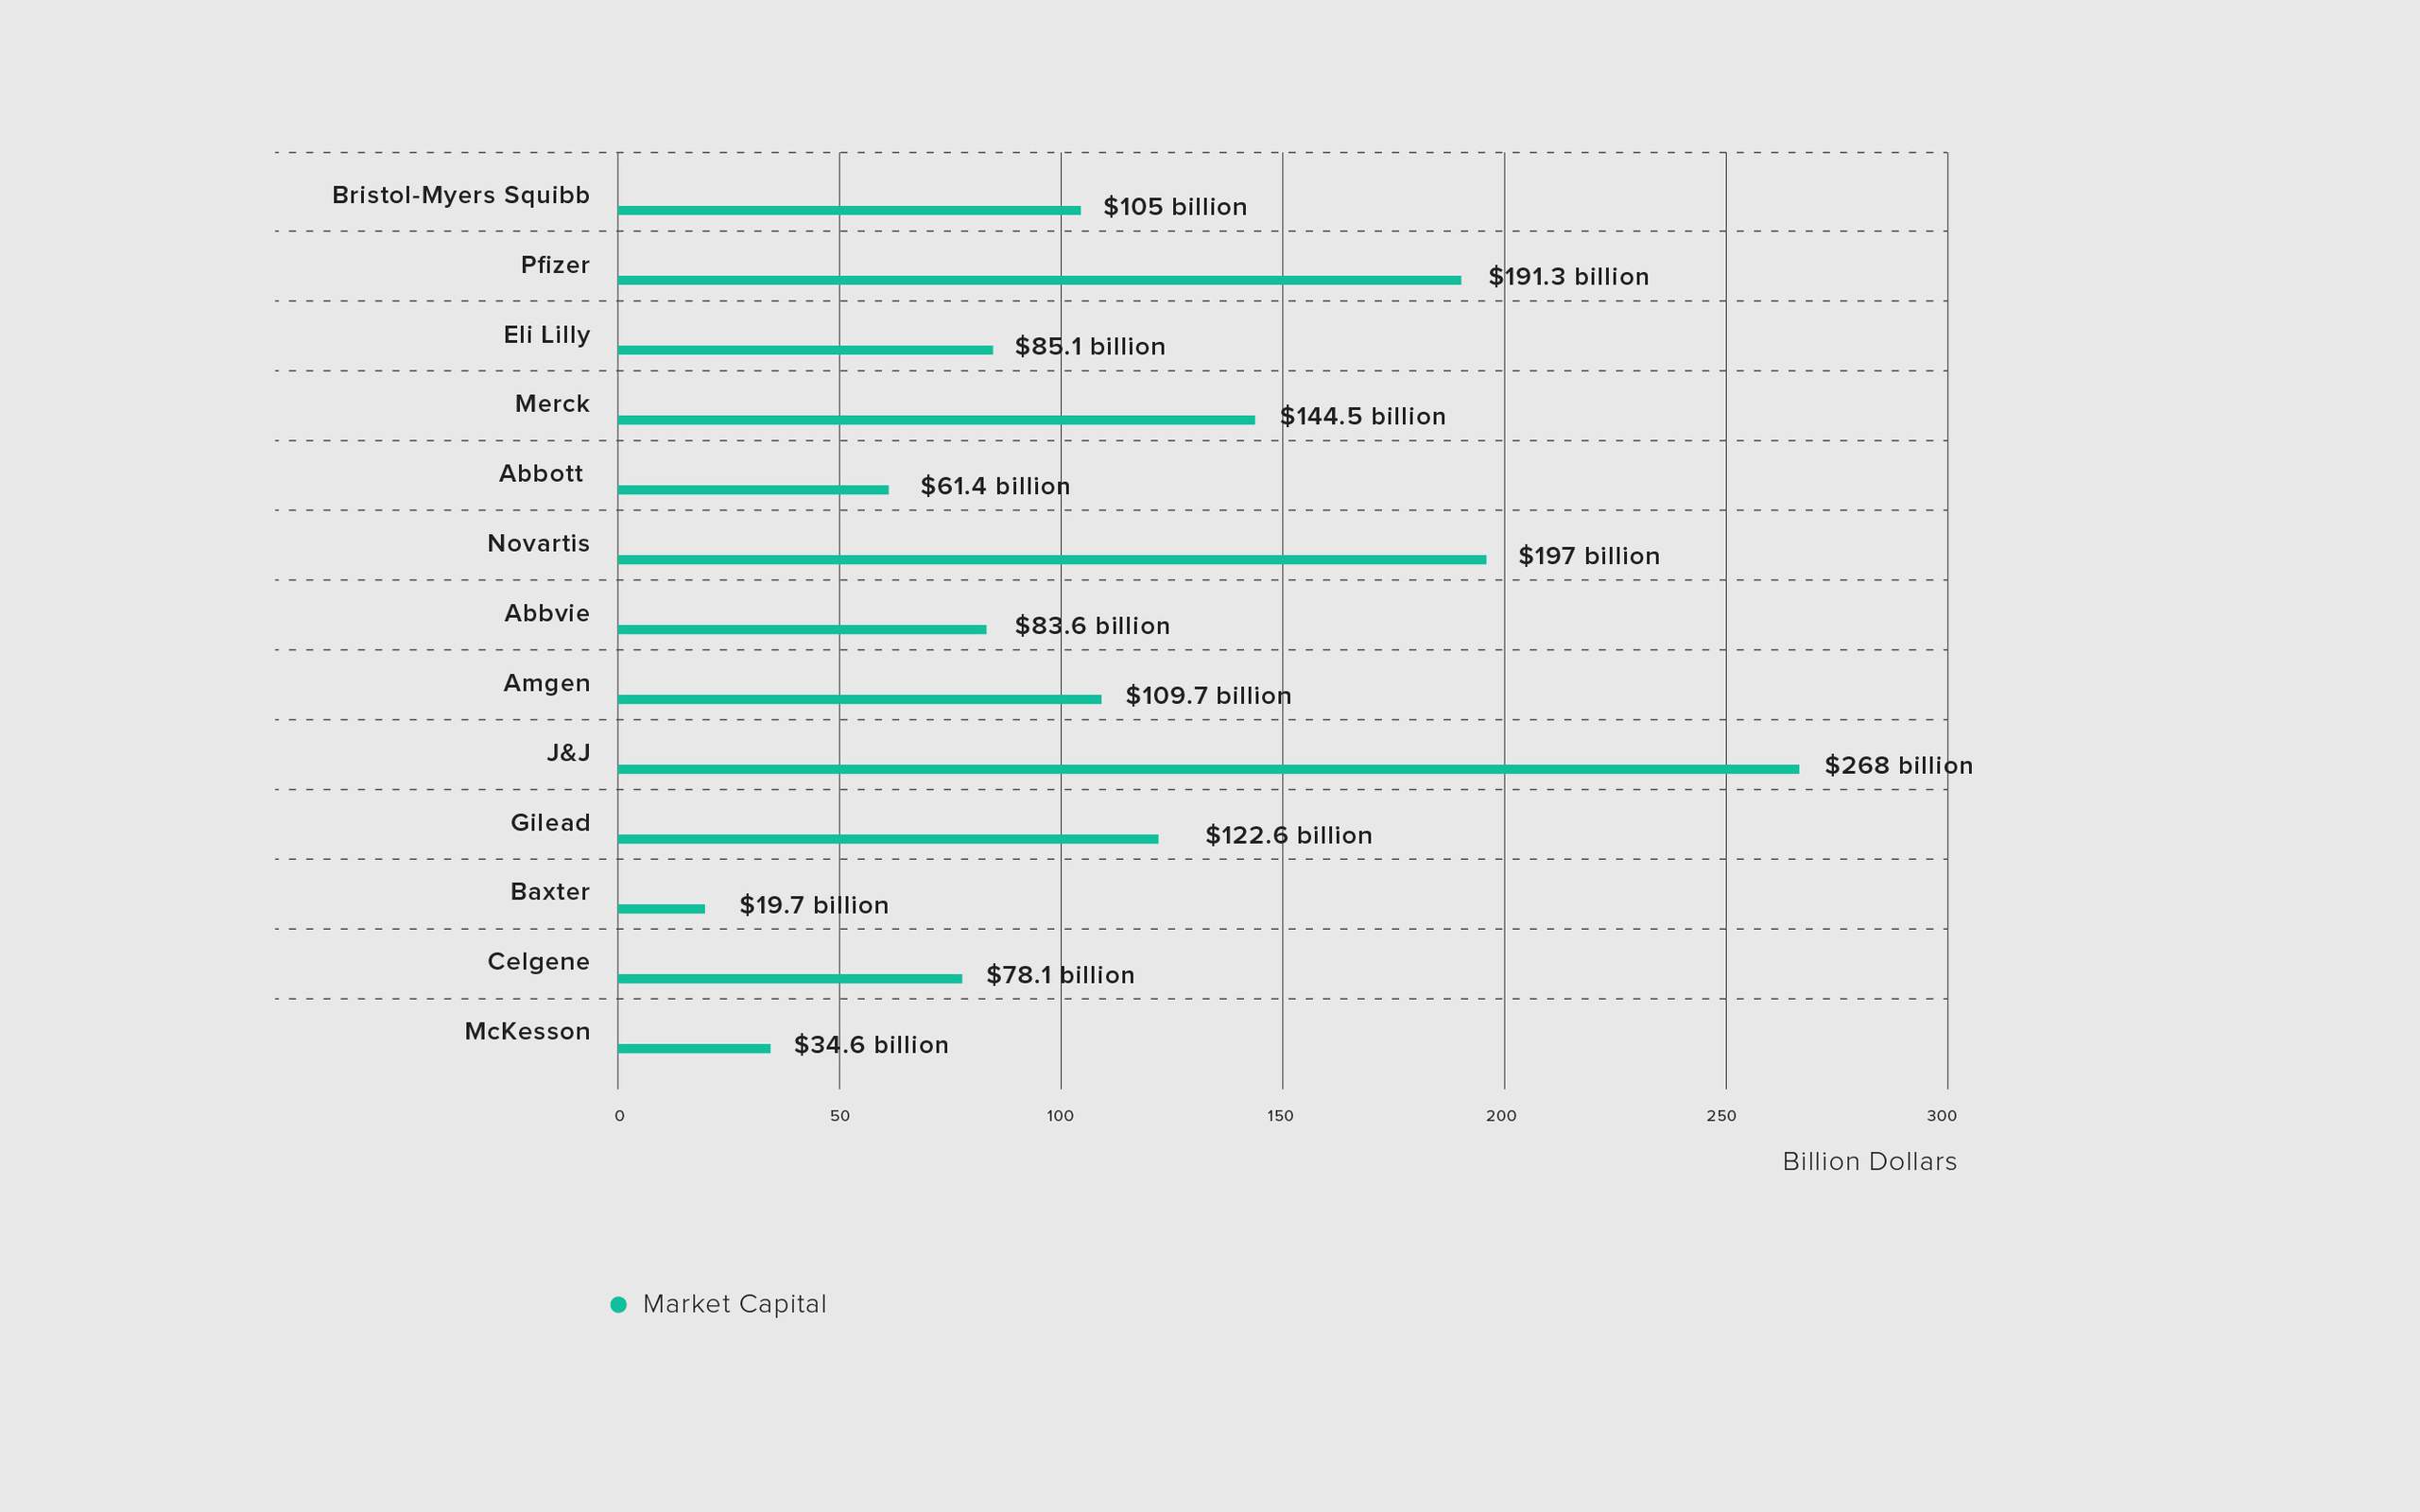 Bristol-Myers Squibb
$105 billion
Pfizer
$191.3 billion
Eli Lilly
$85.1 billion
Merck
$144.5 billion
Abbott
$61.4 billion
Novartis
$197 billion
Abbvie
$83.6 billion
Amgen
$109.7 billion
J&J
$268 billion
Gilead
$122.6 billion
Baxter
$19.7 billion
Celgene
$78.1 billion
McKesson
$34.6 billion
0 50 100 150 200 250 300
Billion Dollars
Market Capital